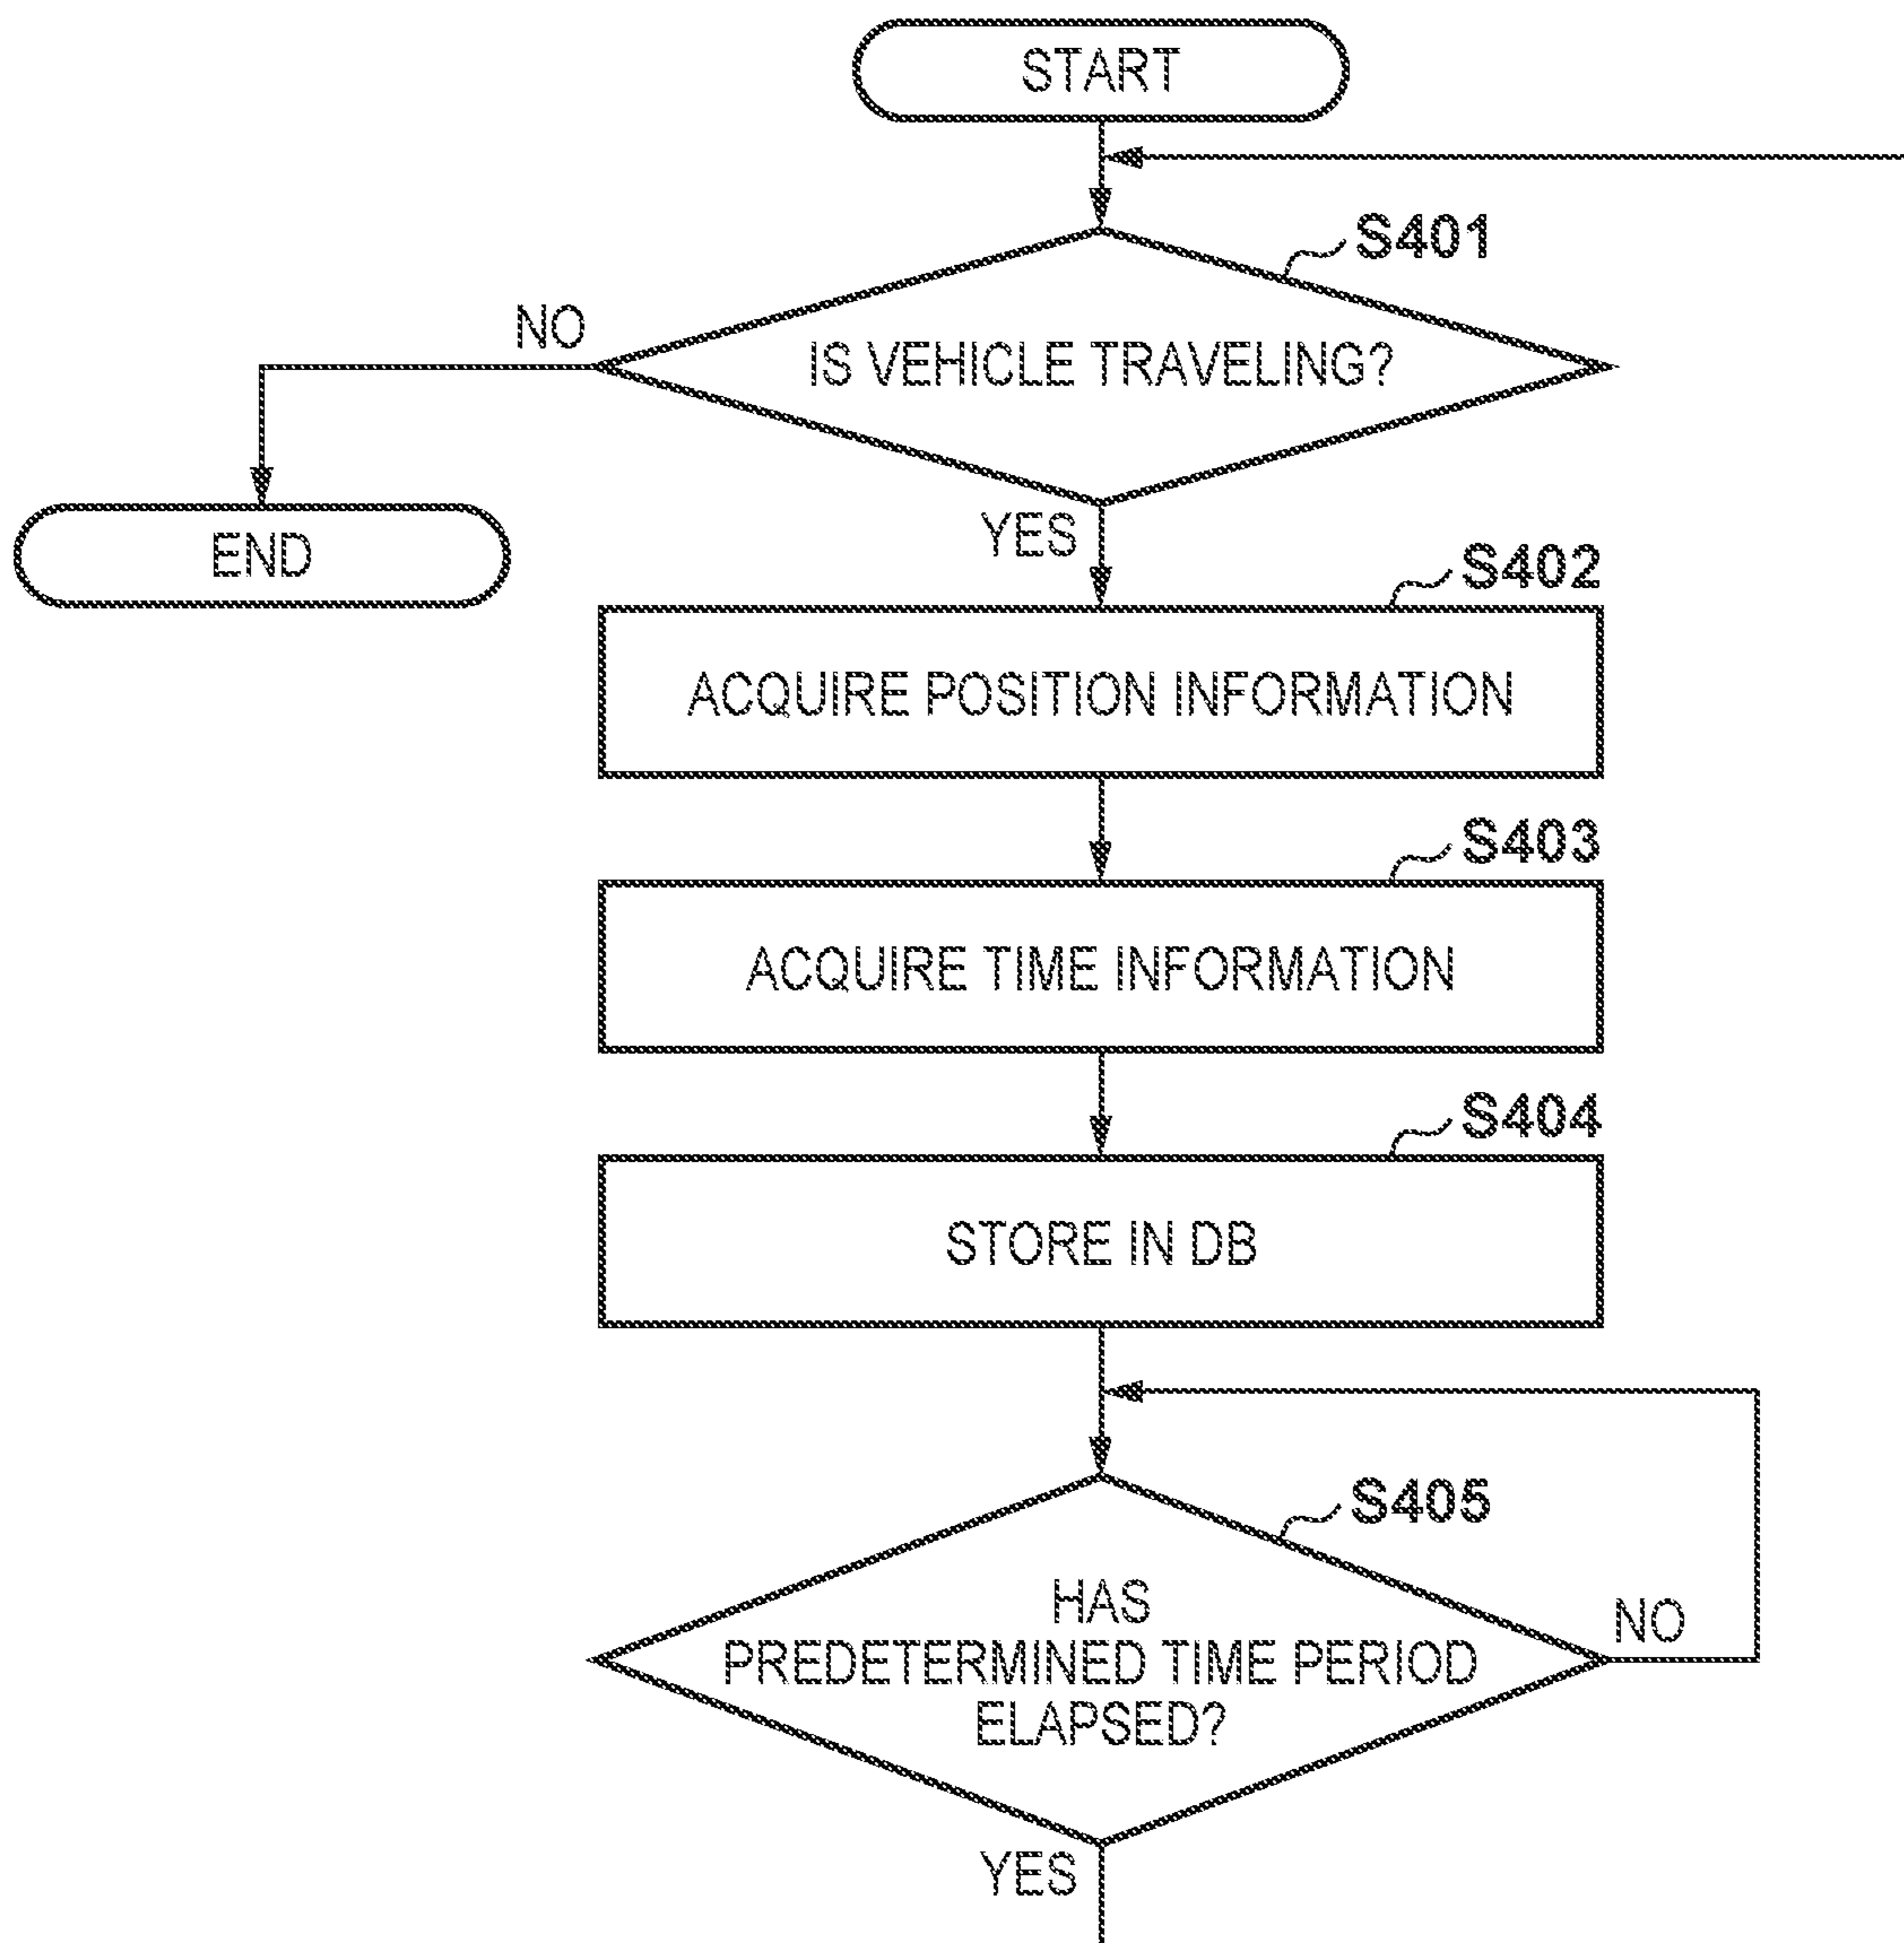 START
S401
NO
IS VEHICLE TRAVELING?
END
YES
S402
ACQUIRE POSITION INFORMATION
S403
ACQUIRE TIME INFORMATION
S404
STORE IN DB
S405
HAS
PREDETERMINED TIME PERIOD
ELAPSED?
NO
YES